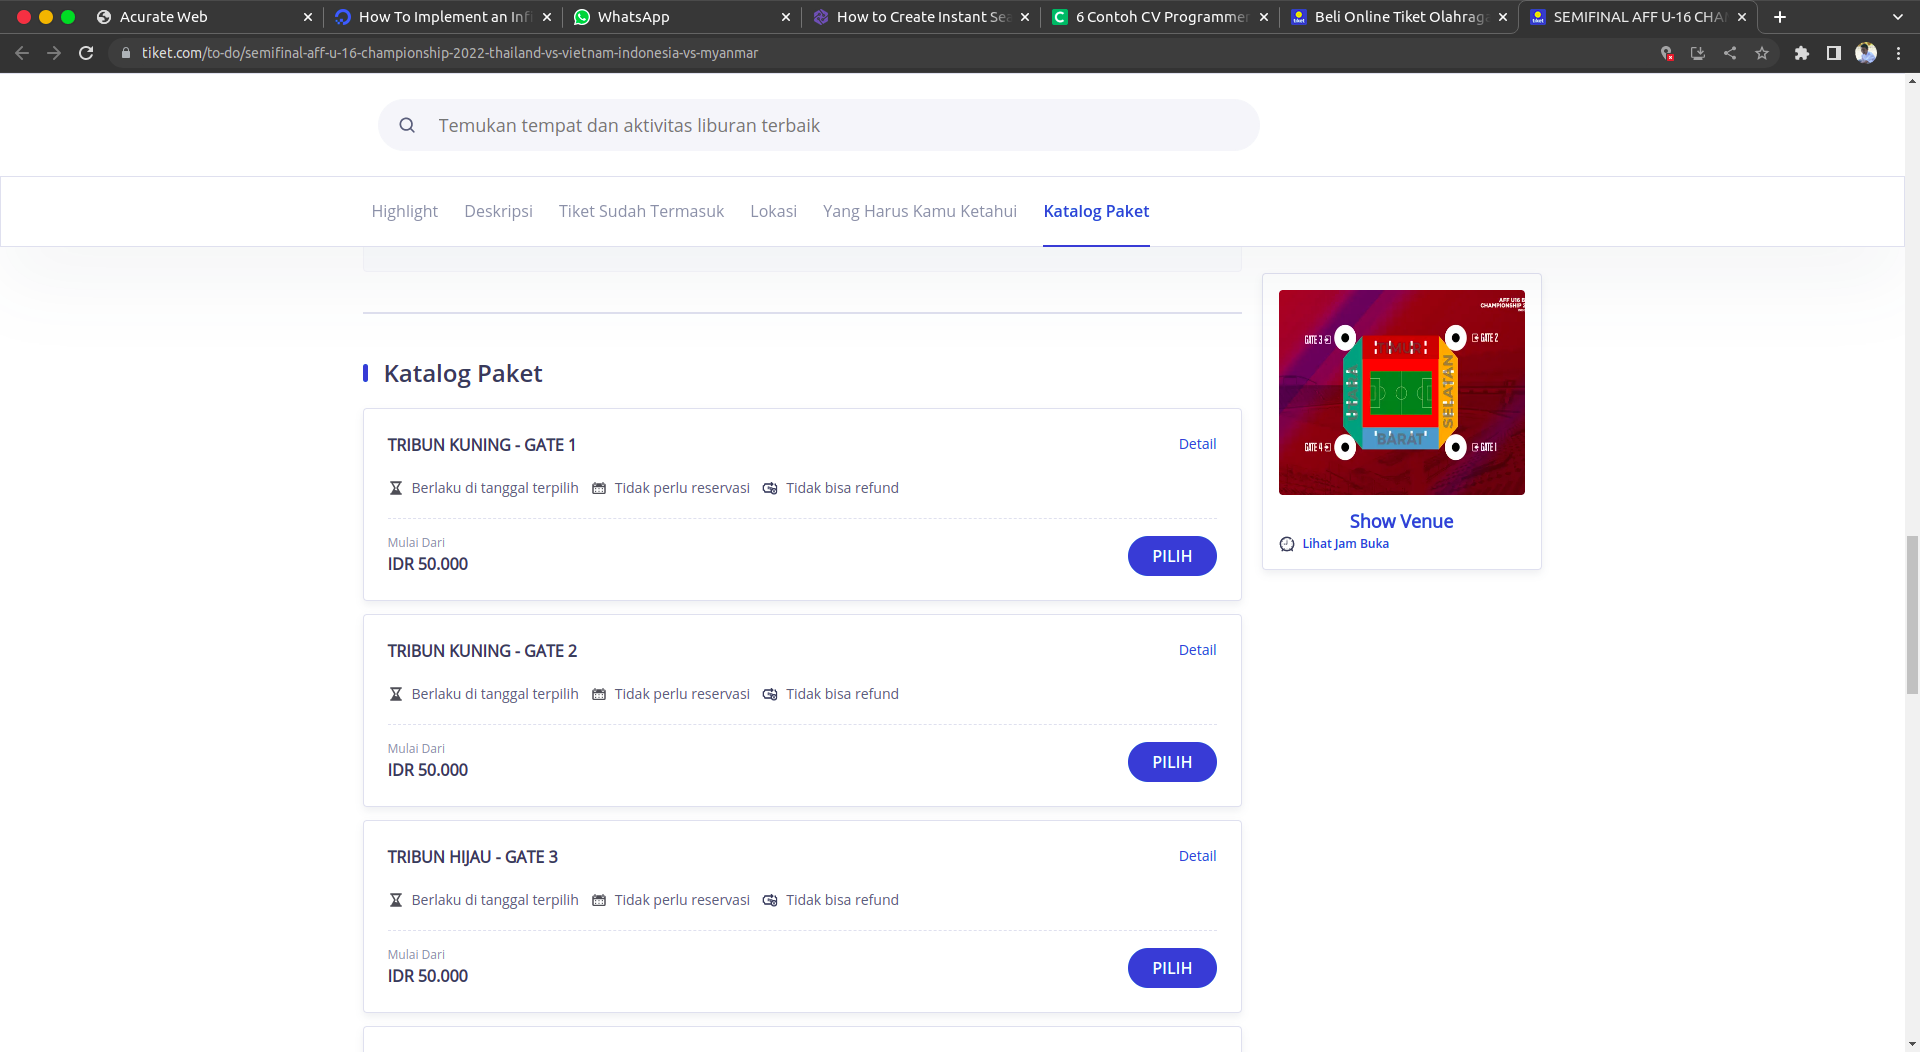 Acurate Web
How To Implement an Inf
WhatsApp
How to Create Instant Se
6 Contoh CV Programmer
Beli Online Tiket Olahrag
SEMIFINAL AFF U-16 CHA
tiket.com/to-do/semifinal-aff-u-16-championship-2022-thailand-vs-vietnam-indonesia-vs-myanmar
Temukan tempat dan aktivitas liburan terbaik
Highlight
Deskripsi
Tiket Sudah Termasuk
Lokasi
Yang Harus Kamu Ketahui
Katalog Paket
Katalog Paket
TRIBUN KUNING - GATE 1
Detail
Berlaku di tanggal terpilih
Tidak perlu reservasi
Tidak bisa refund
Mulai Dari
IDR 50.000
PILIH
TRIBUN KUNING - GATE 2
Detail
Berlaku di tanggal terpilih
Tidak perlu reservasi
Tidak bisa refund
Mulai Dari
IDR 50.000
PILIH
TRIBUN HIJAU - GATE 3
Detail
Berlaku di tanggal terpilih
Tidak perlu reservasi
Tidak bisa refund
Mulai Dari
IDR 50.000
PILIH
AFF U16 B
CHAMPIONSHIP 2
GATE 3
GATE 2
SELATAN
BARAT
GATE 4
GATE 1
Show Venue
Lihat Jam Buka